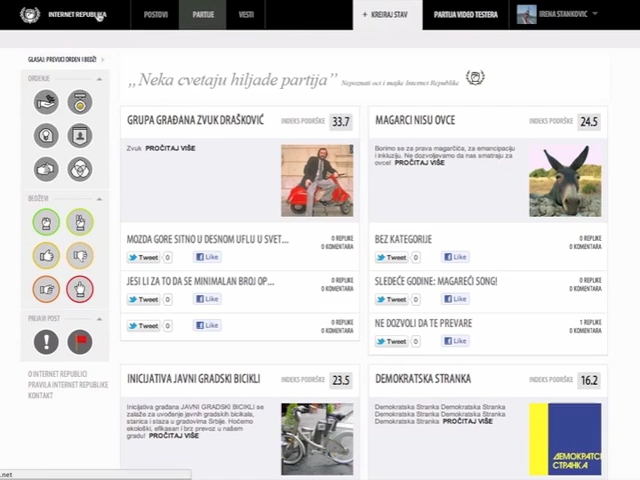 INTERNET REPUBLIKA
POSTOVI
PARTIJE
VESTI
+ KREIRAJ STAV
PARTIJA VIDEO TESTERA
IRENA STANKOVIC
GLASAJ: PREVUCI ORDEN I BEDŽ!
ORDENJE
BEDŽEVI
PRIJAVI POST
O INTERNET REPUBLICI
PRAVILA INTERNET REPUBLIKE
KONTAKT
„Neka cvetaju hiljade partija” Nepoznati oci i majke Internet Republike
GRUPA GRAĐANA ZVUK DRAŠKOVIĆ
INDEKS PODRŠKE 33.7
Zvuk PROČITAJ VIŠE
MOZDA GORE SITNO U DESNOM UFLU U SVET...
0 REPLIKE
0 KOMENTARA
Tweet 0 Like
JESI LI ZA TO DA SE MINIMALAN BROJ OP...
0 REPLIKE
0 KOMENTARA
Tweet 0 Like
0 REPLIKE
0 KOMENTARA
Tweet 0 Like
MAGARCI NISU OVCE
INDEKS PODRŠKE 24.5
Borimo se za prava magarčića, za emancipaciju
i inkluziju. Ne dozvoljavamo da nas smatraju za
ovce! PROČITAJ VIŠE
BEZ KATEGORIJE
0 REPLIKE
0 KOMENTARA
Tweet 0 Like
SLEDEĆE GODINE: MAGAREĆI SONG!
0 REPLIKE
0 KOMENTARA
Tweet 0 Like
NE DOZVOLI DA TE PREVARE
1 REPLIKE
0 KOMENTARA
Tweet 0 Like
INICIJATIVA JAVNI GRADSKI BICIKLI
INDEKS PODRŠKE 23.5
Inicijativa građana JAVNI GRADSKI BICIKLI se
zalaže za uvođenje javnih gradskih bicikala,
stanica i staza u gradovima Srbije. Hoćemo
ekološki, efikasan i brz prevoz u našem
gradu! PROČITAJ VIŠE
DEMOKRATSKA STRANKA
INDEKS PODRŠKE 16.2
Demokratska Stranka Demokratska Stranka
Demokratska Stranka Demokratska Stranka
Demokratska Stranka PROČITAJ VIŠE
ДЕМОКРАТС
СТРАНКА
.net